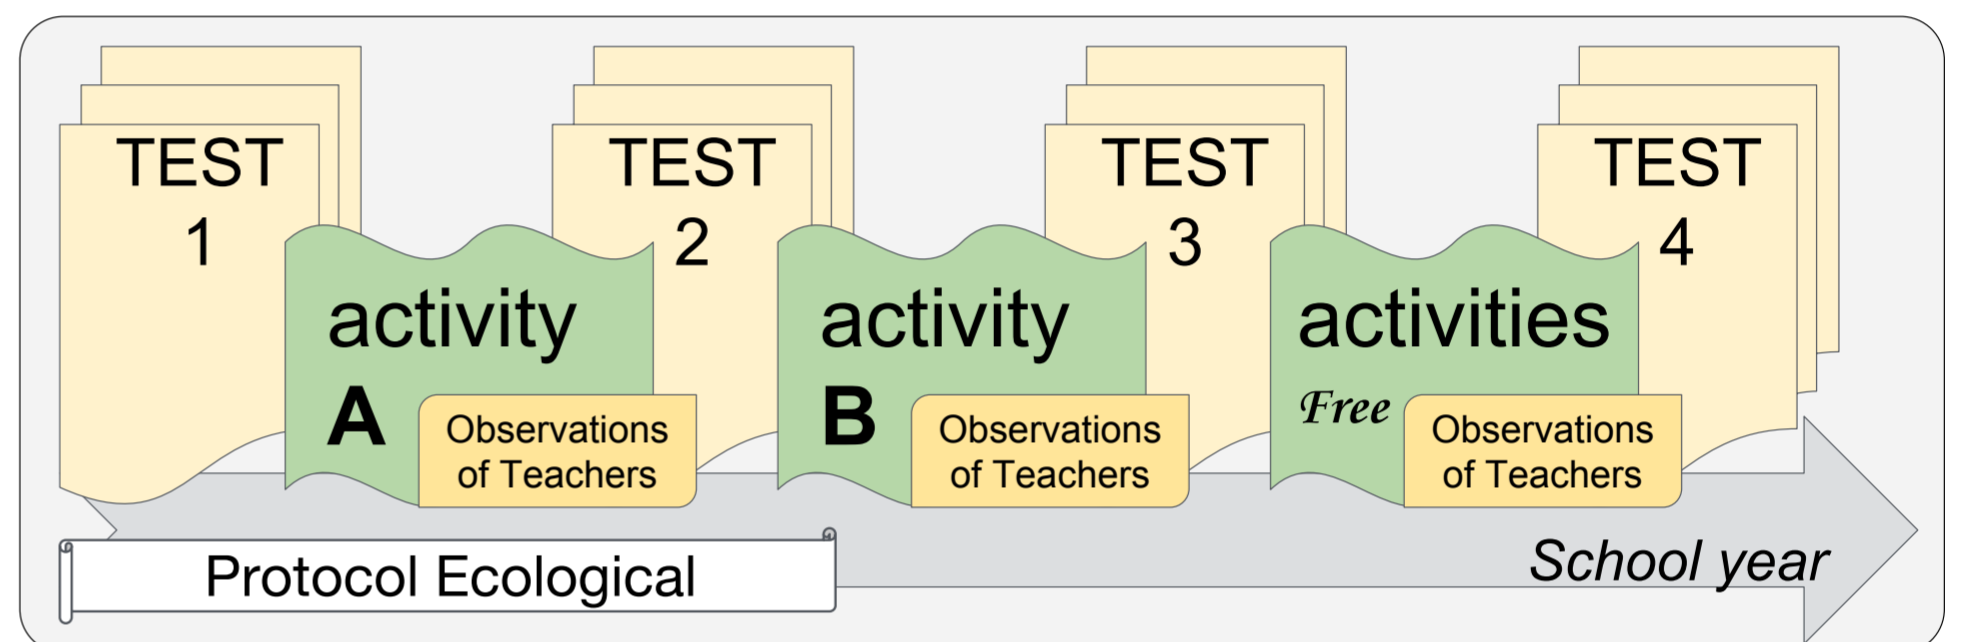 TEST
1
TEST
2
TEST
3
TEST
4
activity
A
Observations
of Teachers
activity
B
Observations
of Teachers
activities
Free
Observations
of Teachers
Protocol Ecological
School year